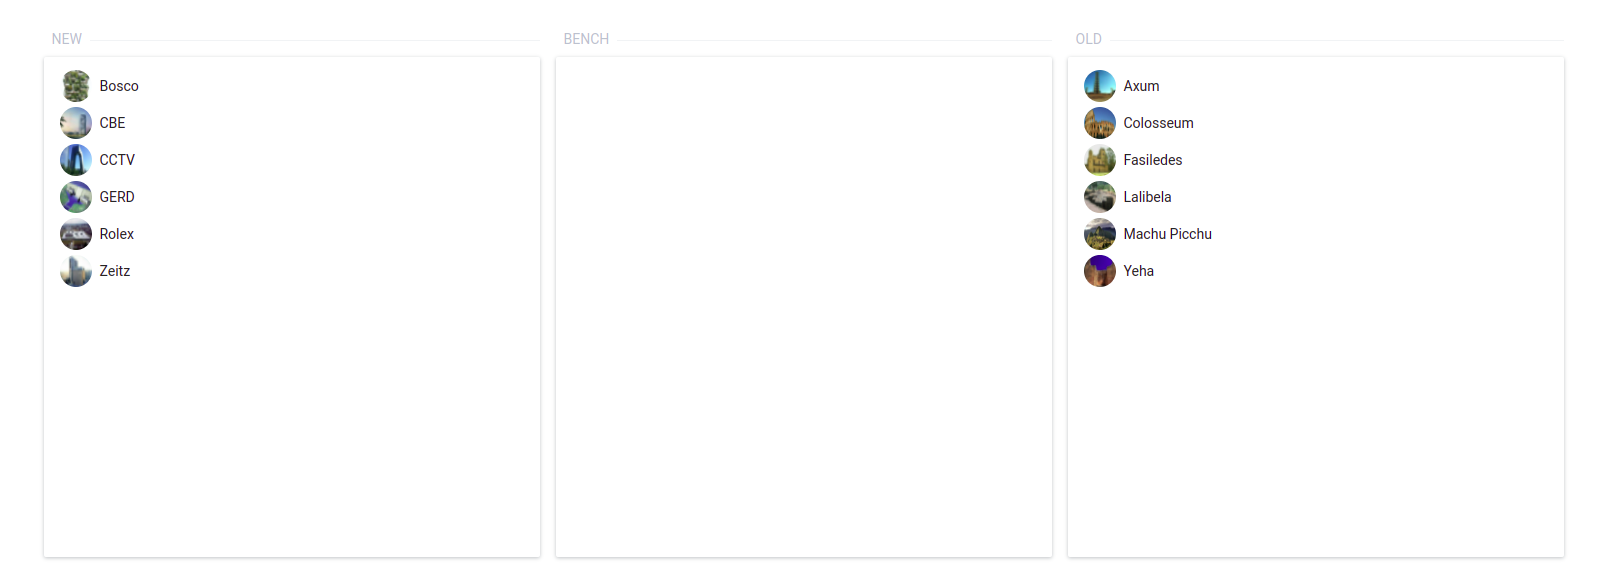 NEW
Bosco
CBE
CCTV
GERD
Rolex
Zeitz
BENCH
OLD
Axum
Colosseum
Fasiledes
Lalibela
Machu Picchu
Yeha